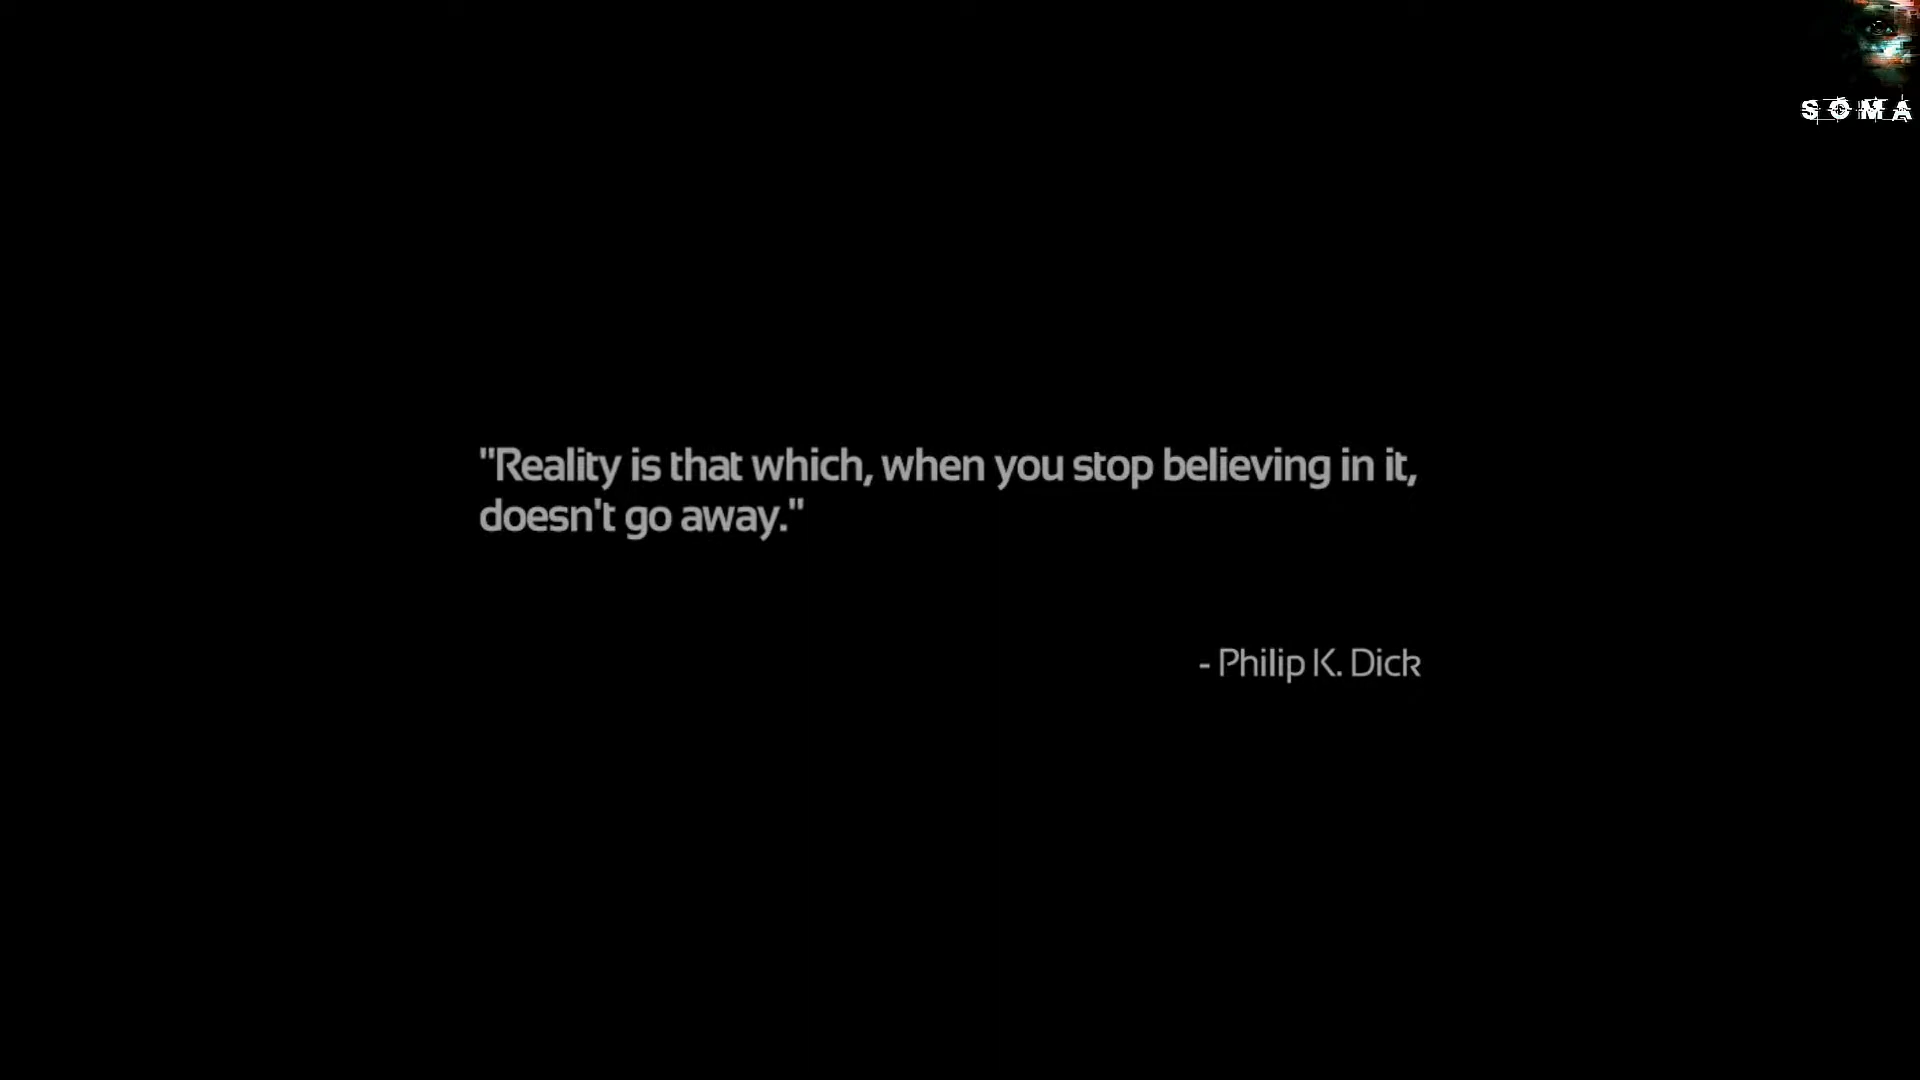 SOMA
"Reality is that which, when you stop believing in it,
doesn't go away."
- Philip K. Dick